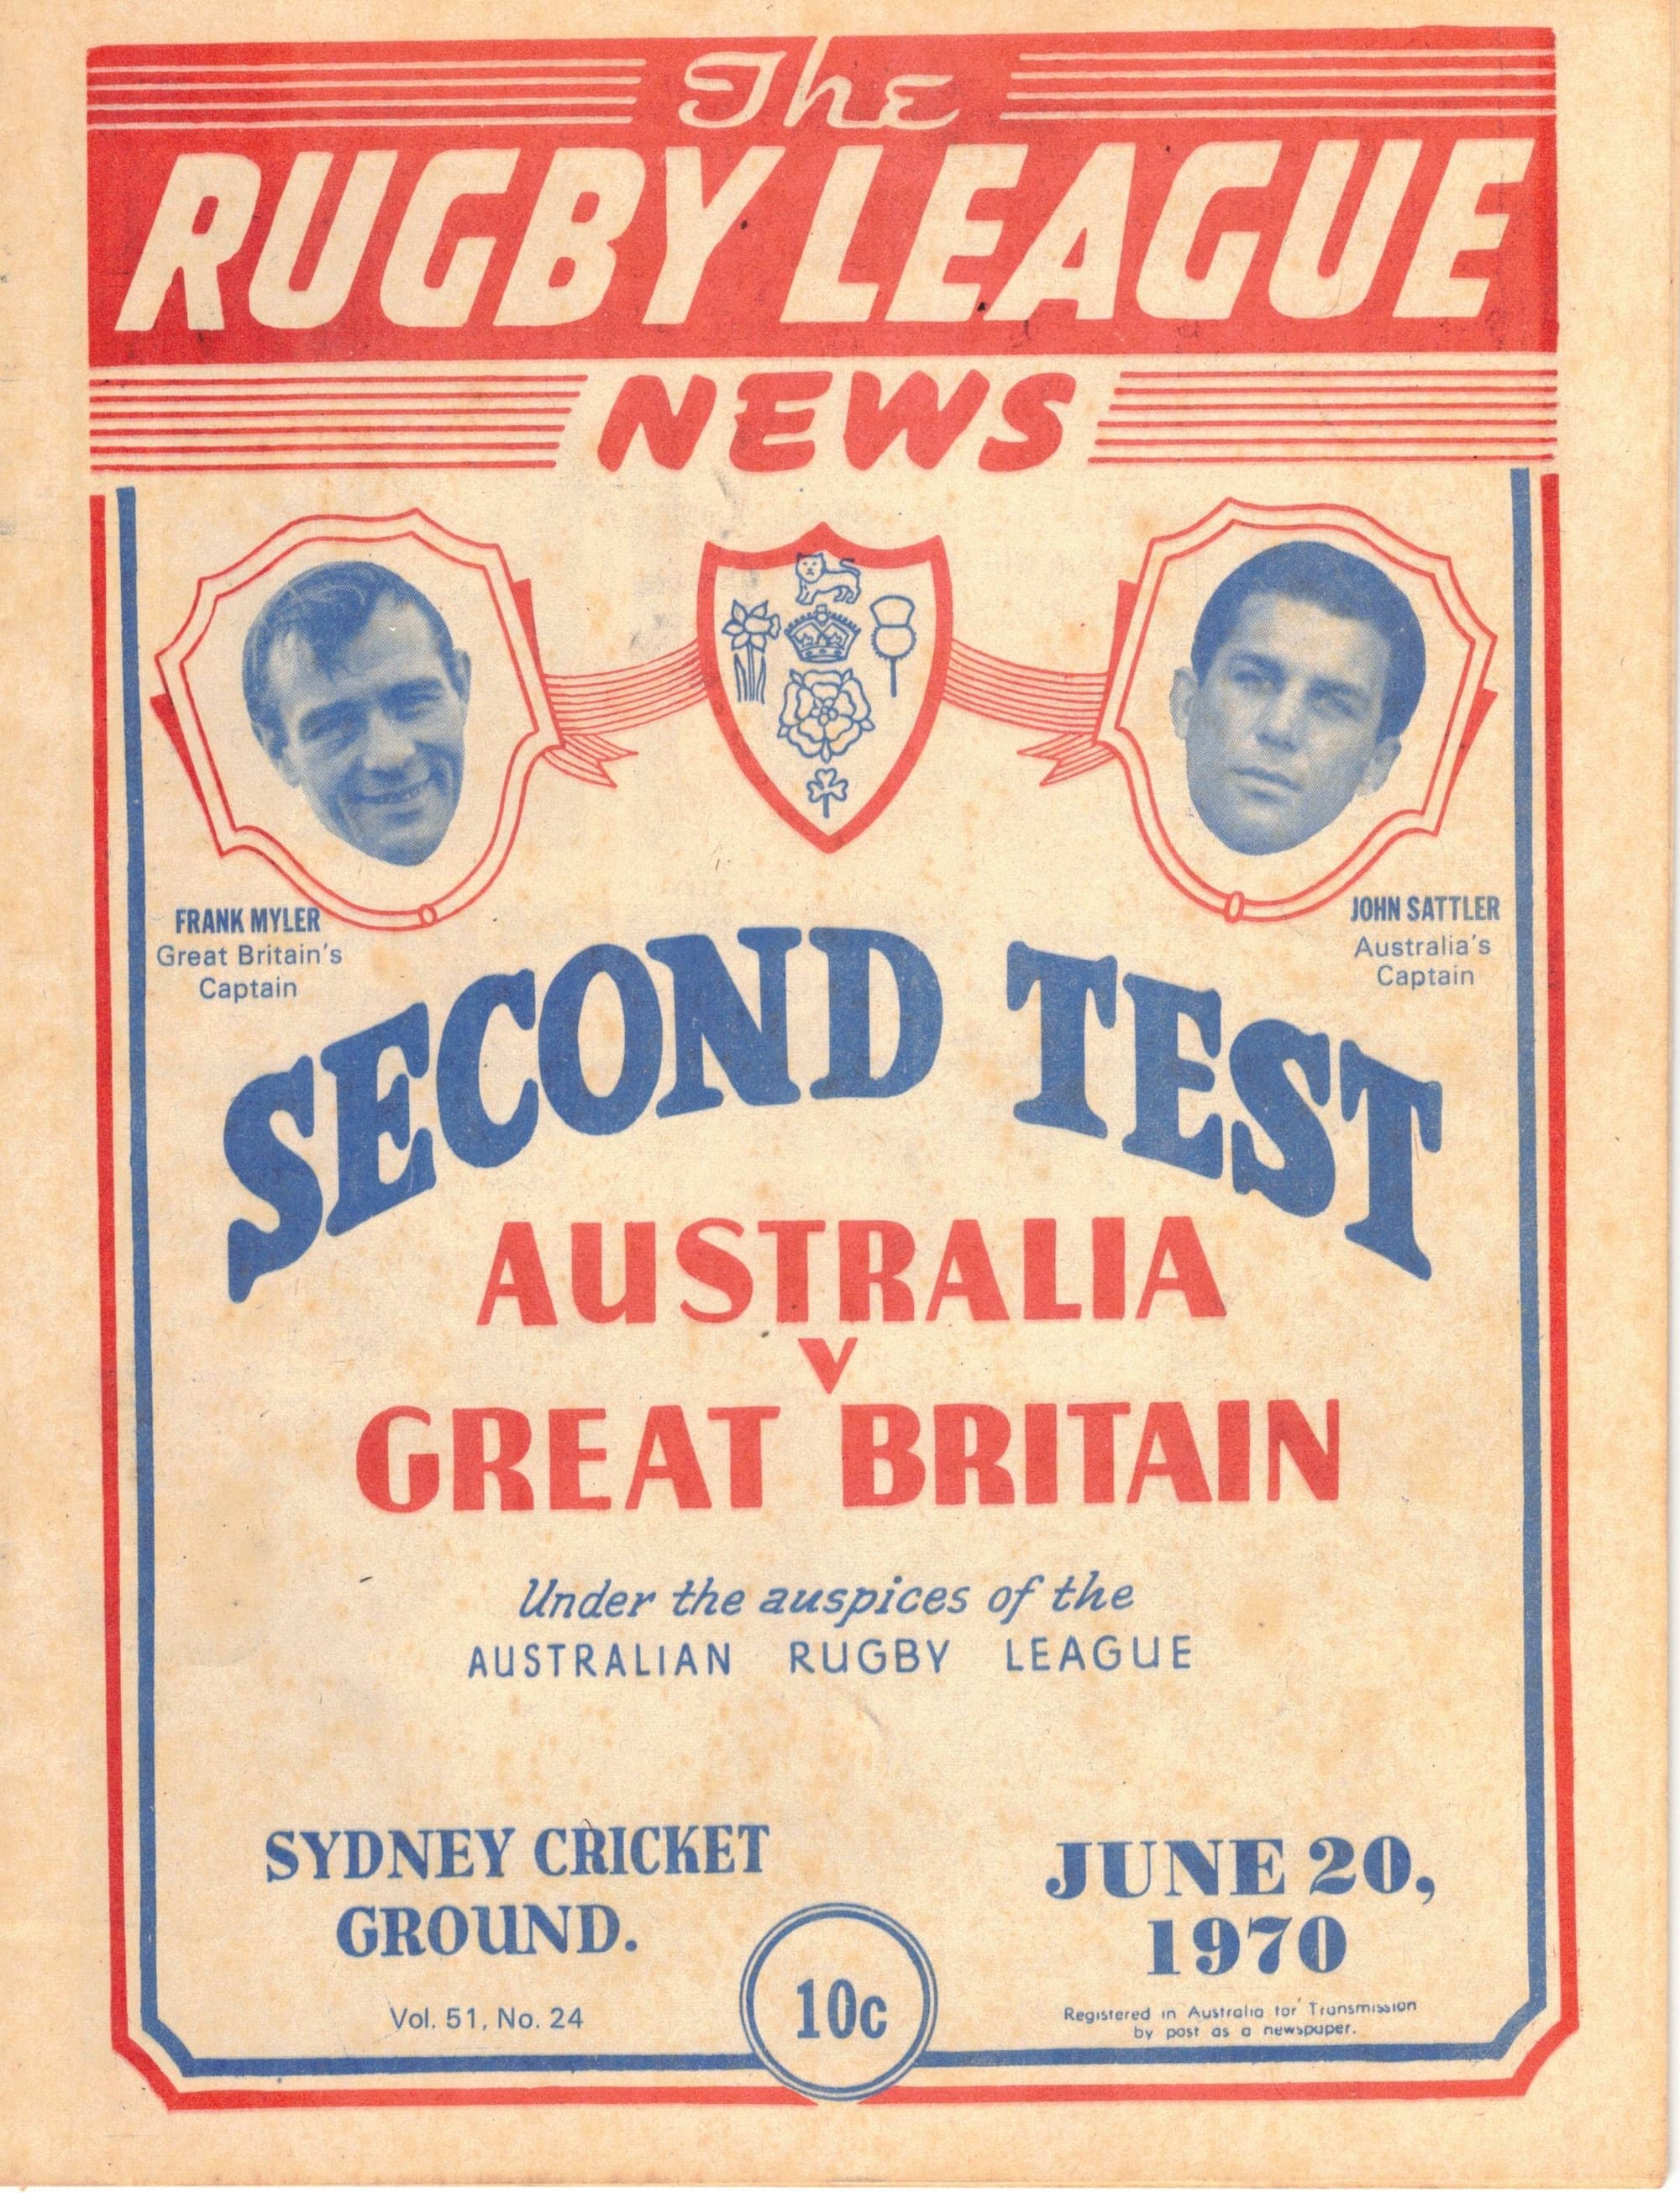 The
RUGBY LEAGUE
NEWS
FRANK MYLER
Great Britain's
Captain
JOHN SATTLER
Australia's
Captain
SECOND TEST
AUSTRALIA
V
GREAT BRITAIN
Under the auspices of the
AUSTRALIAN RUGBY LEAGUE
SYDNEY CRICKET
GROUND.
Vol. 51, No. 24
10c
JUNE 20,
1970
Registered in Australia for Transmission
by post as a newspaper.